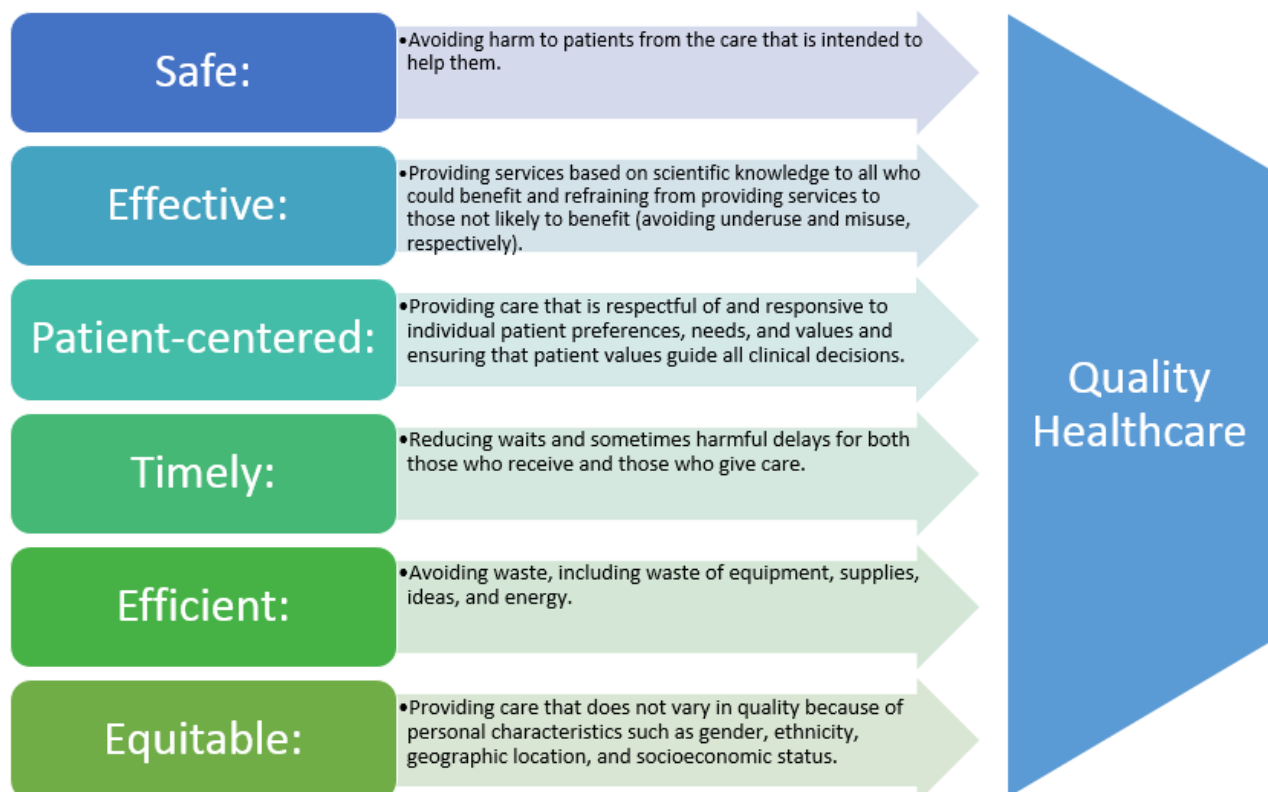 Safe:
•Avoiding harm to patients from the care that is intended to
help them.
Effective:
•Providing services based on scientific knowledge to all who
could benefit and refraining from providing services to
those not likely to benefit (avoiding underuse and misuse,
respectively).
Patient-centered:
•Providing care that is respectful of and responsive to
individual patient preferences, needs, and values and
ensuring that patient values guide all clinical decisions.
Timely:
•Reducing waits and sometimes harmful delays for both
those who receive and those who give care.
Efficient:
•Avoiding waste, including waste of equipment, supplies,
ideas, and energy.
Equitable:
•Providing care that does not vary in quality because of
personal characteristics such as gender, ethnicity,
geographic location, and socioeconomic status.
Quality
Healthcare